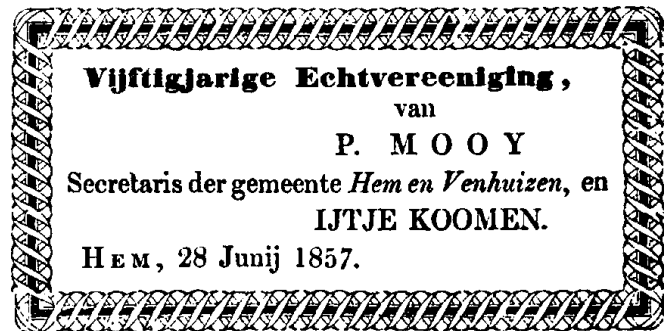 Vijftigjarige Echtvereeniging,
van
P. MOOY
Secretaris der gemeente Hem en Venhuizen, en
IJTJE KOOMEN.
HEM, 28 Junij 1857.